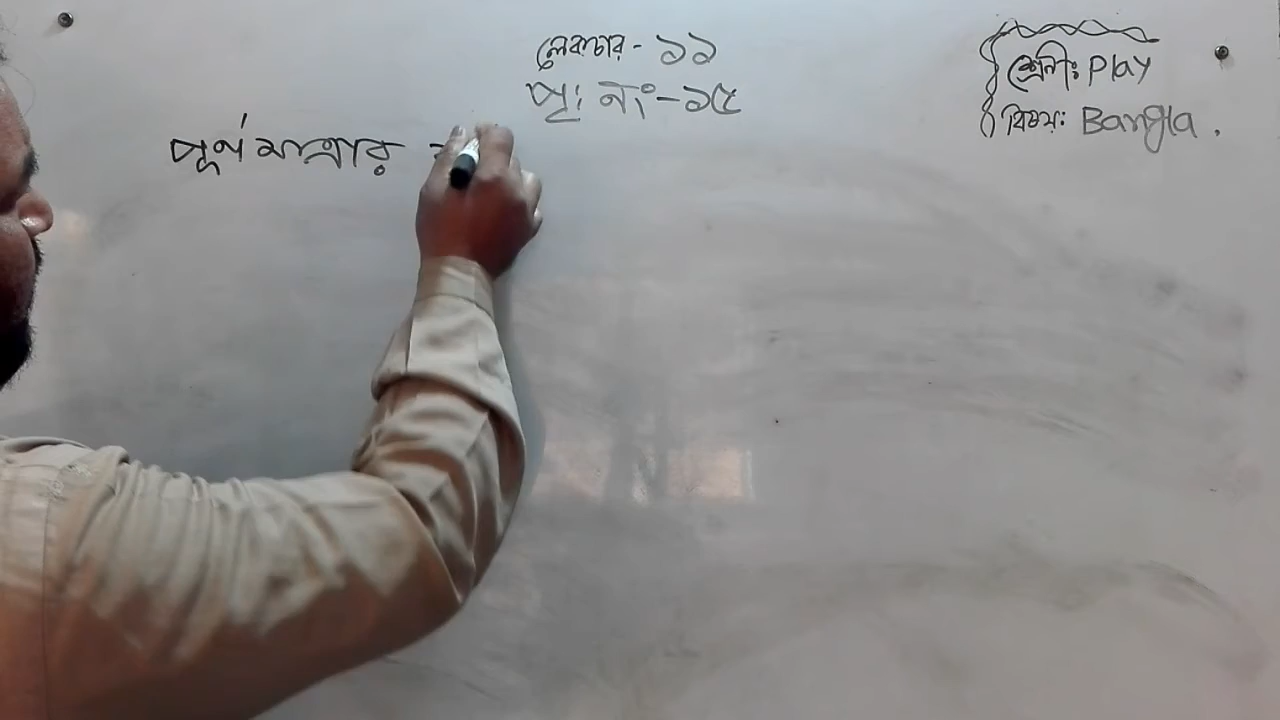 লেকচার - ১১
পৃ: নং - ১৫
শ্রেনীঃ Play
বিষয়ঃ Bangla .
পূর্ণমাত্রার